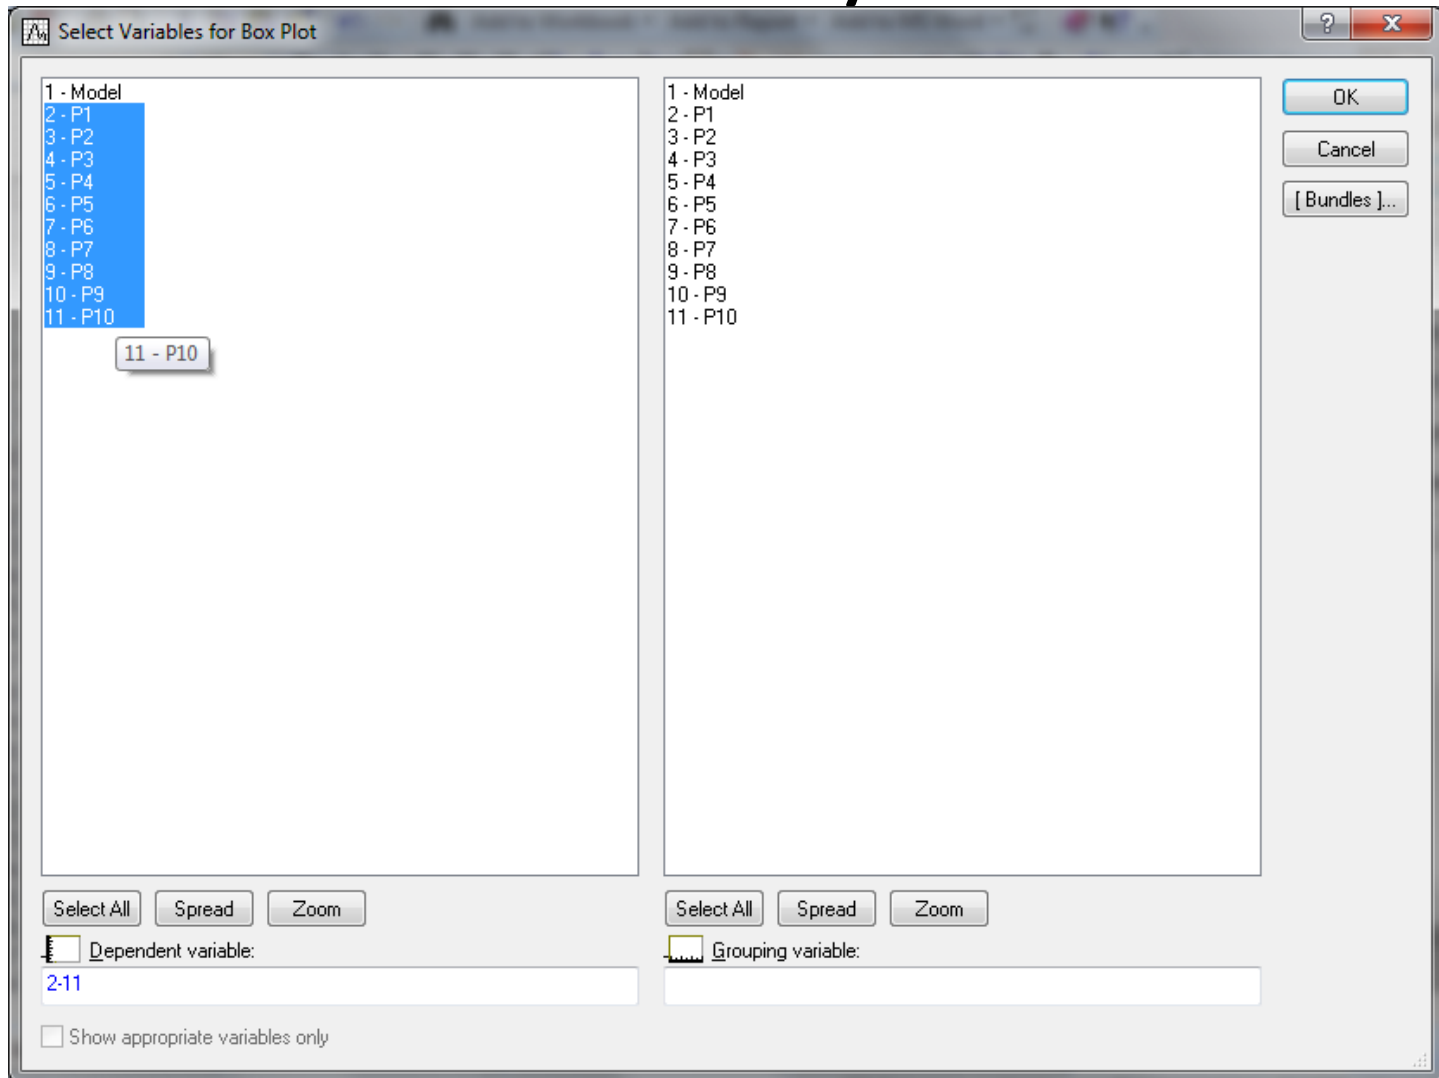 Select Variables for Box Plot
1 - Model
2 - P1
3 - P2
4 - P3
5 - P4
6 - P5
7 - P6
8 - P7
9 - P8
10 - P9
11 - P10
11 - P10
1 - Model
2 - P1
3 - P2
4 - P3
5 - P4
6 - P5
7 - P6
8 - P7
9 - P8
10 - P9
11 - P10
OK
Cancel
[ Bundles ]...
Select All Spread Zoom
Dependent variable:
2-11
Select All Spread Zoom
Grouping variable:
Show appropriate variables only